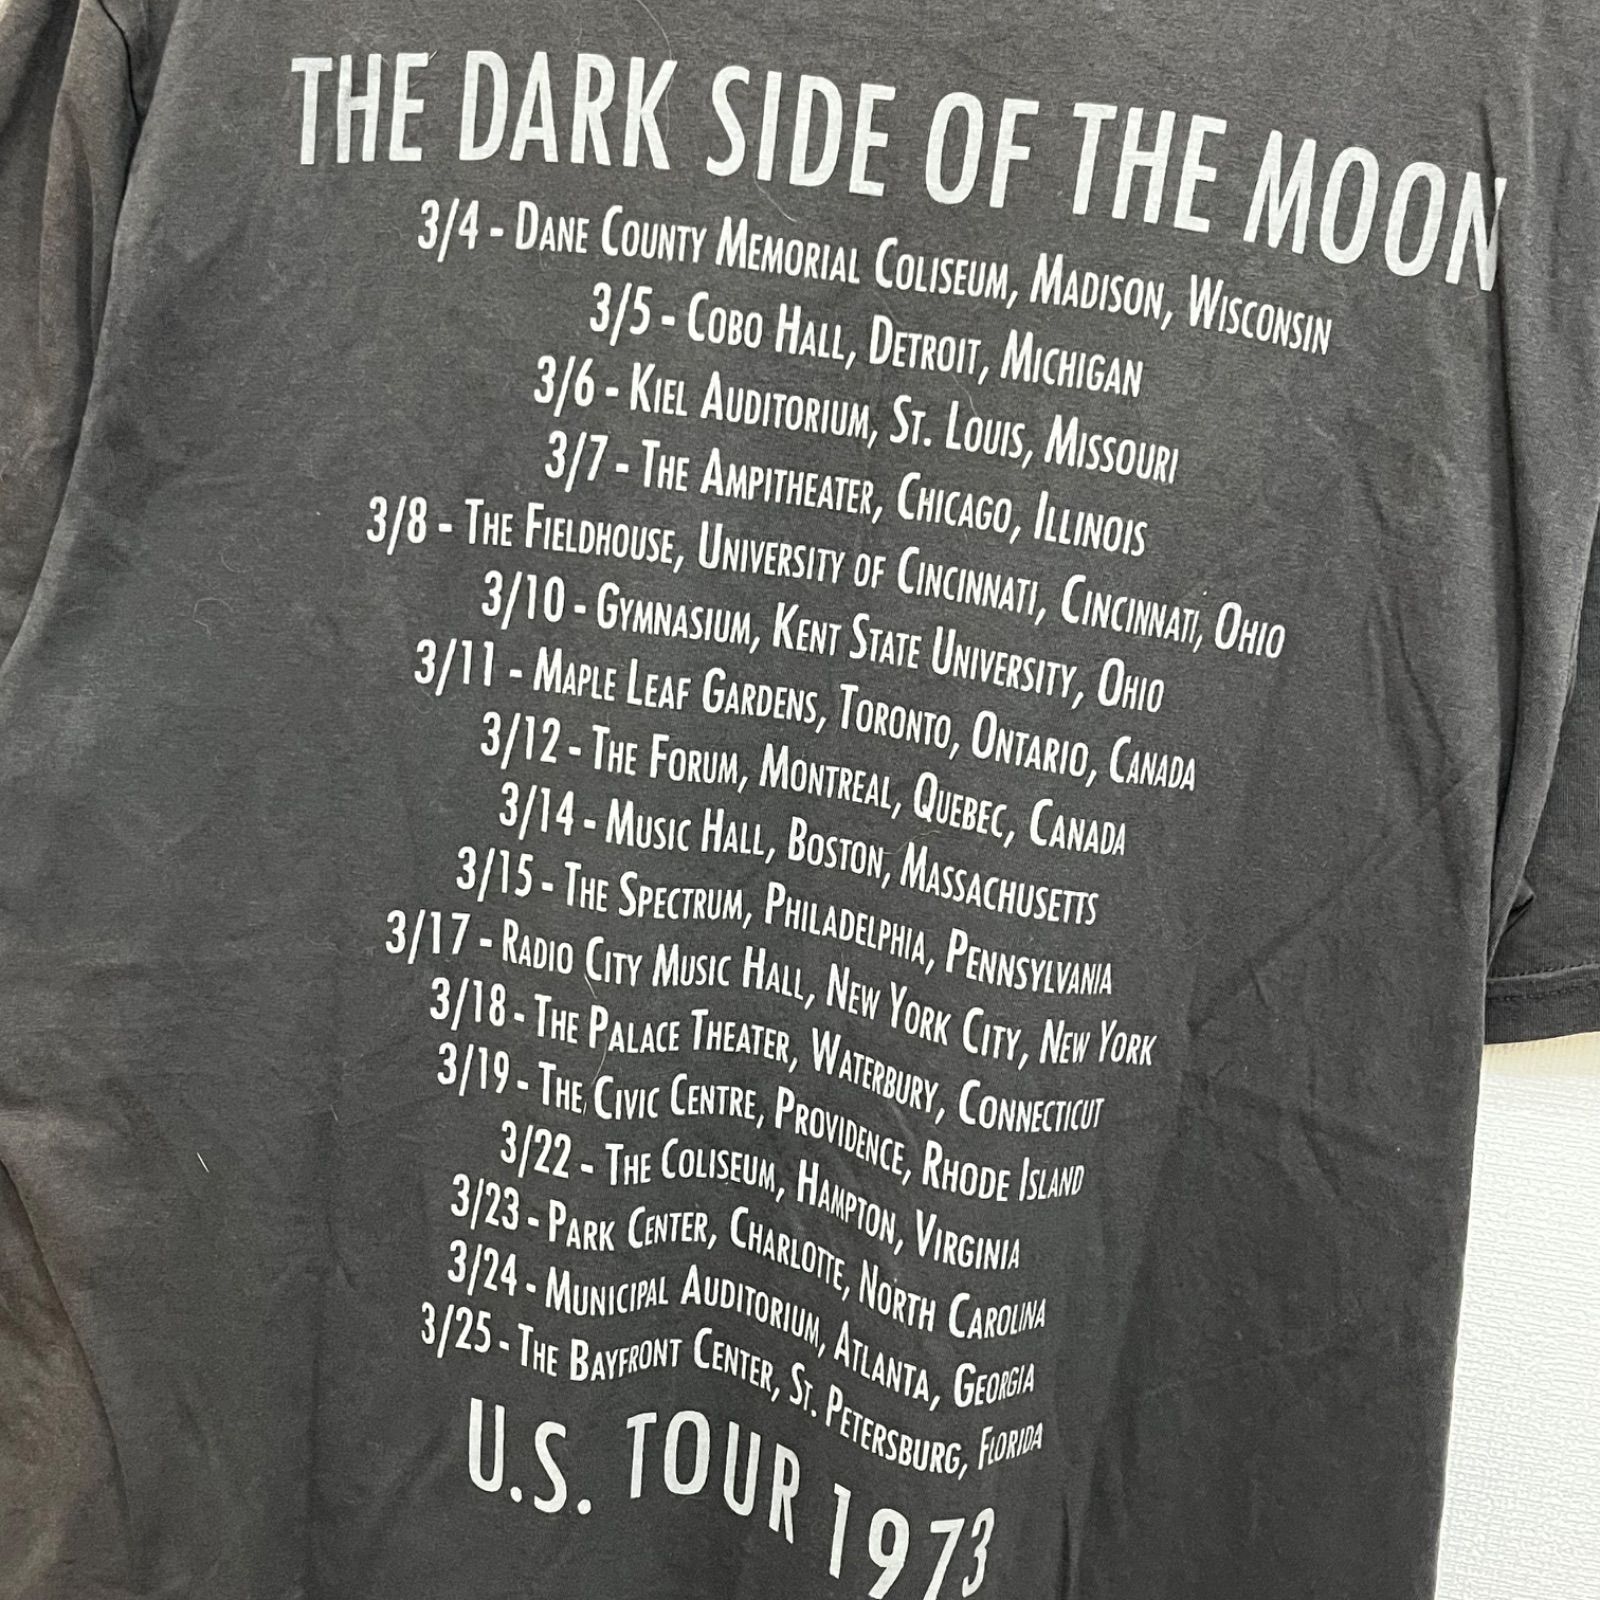 THE DARK SIDE OF THE MOON
3/4 - DANE COUNTY MEMORIAL COLISEUM, MADISON, WISCONSIN
3/5 - COBO HALL, DETROIT, MICHIGAN
3/6 - KIEL AUDITORIUM, ST. LOUIS, MISSOURI
3/7 - THE AMPITHEATER, CHICAGO, ILLINOIS
3/8 - THE FIELDHOUSE, UNIVERSITY OF CINCINNATI, CINCINNATI, OHIO
3/10 - GYMNASIUM, KENT STATE UNIVERSITY, OHIO
3/11 - MAPLE LEAF GARDENS, TORONTO, ONTARIO, CANADA
3/12 - THE FORUM, MONTREAL, QUEBEC, CANADA
3/14 - MUSIC HALL, BOSTON, MASSACHUSETTS
3/15 - THE SPECTRUM, PHILADELPHIA, PENNSYLVANIA
3/17 - RADIO CITY MUSIC HALL, NEW YORK CITY, NEW YORK
3/18 - THE PALACE THEATER, WATERBURY, CONNECTICUT
3/19 - THE CIVIC CENTRE, PROVIDENCE, RHODE ISLAND
3/22 - THE COLISEUM, HAMPTON, VIRGINIA
3/23 - PARK CENTER, CHARLOTTE, NORTH CAROLINA
3/24 - MUNICIPAL AUDITORIUM, ATLANTA, GEORGIA
3/25 - THE BAYFRONT CENTER, ST. PETERSBURG, FLORIDA
U.S. TOUR 1973